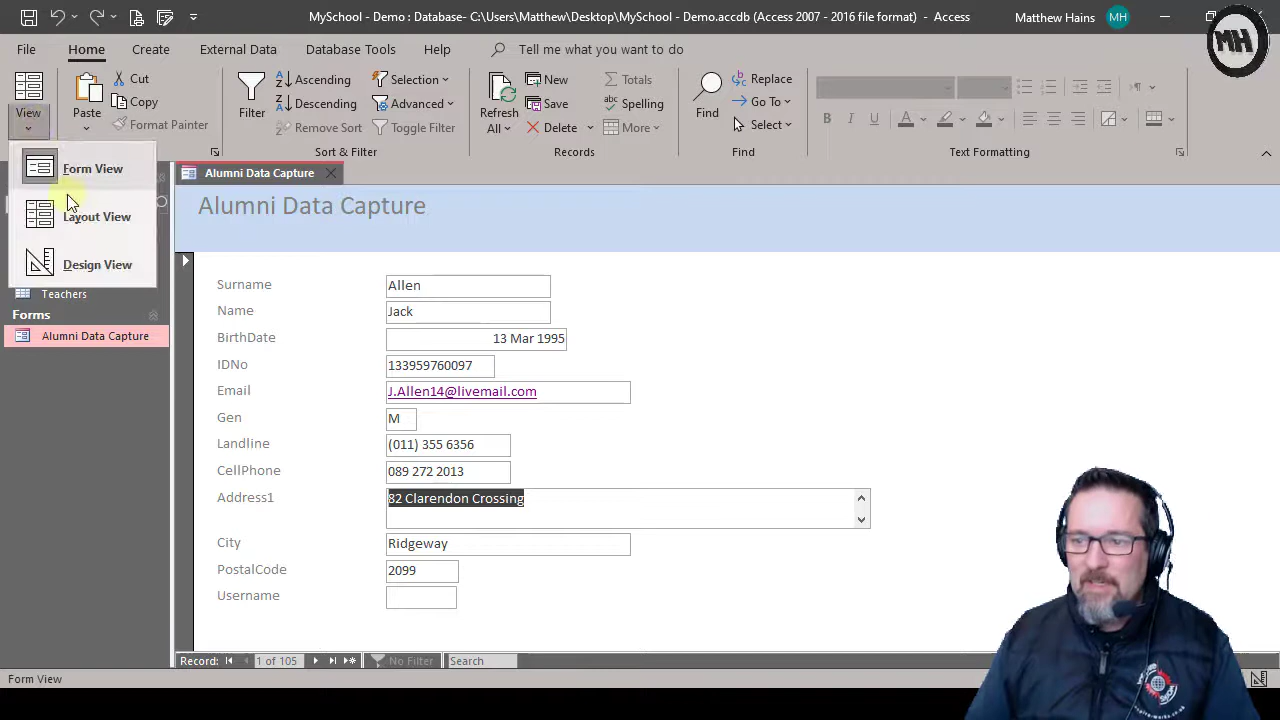 MySchool - Demo : Database- C:\Users\Matthew\Desktop\MySchool - Demo.accdb (Access 2007 - 2016 file format) - Access
Matthew Hains
MH
MH
File
Home
Create
External Data
Database Tools
Help
Tell me what you want to do
View
Paste
Cut
Copy
Format Painter
Filter
Ascending
Descending
Remove Sort
Selection
Advanced
Toggle Filter
Sort & Filter
Refresh
All
New
Save
Delete
Totals
Spelling
More
Records
Find
Replace
Go To
Select
Find
B
I
U
Text Formatting
Form View
Layout View
Design View
Teachers
Forms
Alumni Data Capture
Alumni Data Capture
Alumni Data Capture
Surname Allen
Name Jack
BirthDate 13 Mar 1995
IDNo 133959760097
Email J.Allen14@livemail.com
Gen M
Landline (011) 355 6356
CellPhone 089 272 2013
Address1 82 Clarendon Crossing
City Ridgeway
PostalCode 2099
Username
Record: 1 of 105 No Filter Search
Form View